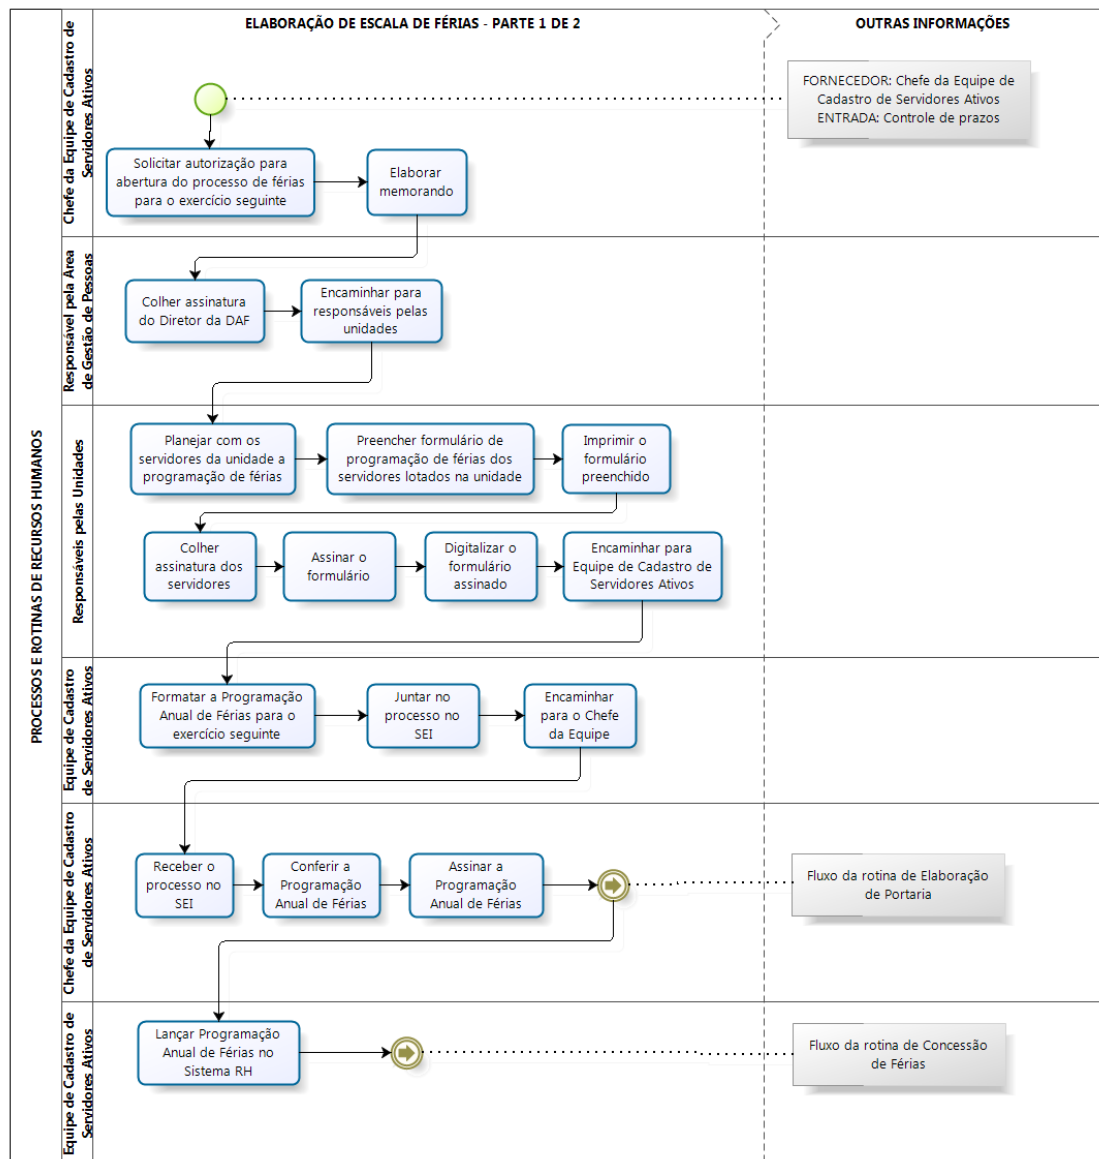 ELABORAÇÃO DE ESCALA DE FÉRIAS - PARTE 1 DE 2
OUTRAS INFORMAÇÕES
PROCESSOS E ROTINAS DE RECURSOS HUMANOS
Chefe da Equipe de Cadastro de
Servidores Ativos
FORNECEDOR: Chefe da Equipe de
Cadastro de Servidores Ativos
ENTRADA: Controle de prazos
Solicitar autorização para
abertura do processo de férias
para o exercício seguinte
Elaborar
memorando
Responsável pela Área
de Gestão de Pessoas
Colher assinatura
do Diretor da DAF
Encaminhar para
responsáveis pelas
unidades
Responsáveis pelas Unidades
Planejar com os
servidores da unidade a
programação de férias
Preencher formulário de
programação de férias dos
servidores lotados na unidade
Imprimir o
formulário
preenchido
Colher
assinatura dos
servidores
Assinar o
formulário
Digitalizar o
formulário
assinado
Encaminhar para
Equipe de Cadastro de
Servidores Ativos
Equipe de Cadastro
de Servidores Ativos
Formatar a Programação
Anual de Férias para o
exercício seguinte
Juntar no
processo no
SEI
Encaminhar
para o Chefe
da Equipe
Chefe da Equipe de Cadastro
de Servidores Ativos
Receber o
processo no
SEI
Conferir a
Programação
Anual de Férias
Assinar a
Programação
Anual de Férias
Fluxo da rotina de Elaboração
de Portaria
Equipe de Cadastro de
Servidores Ativos
Lançar Programação
Anual de Férias no
Sistema RH
Fluxo da rotina de Concessão
de Férias